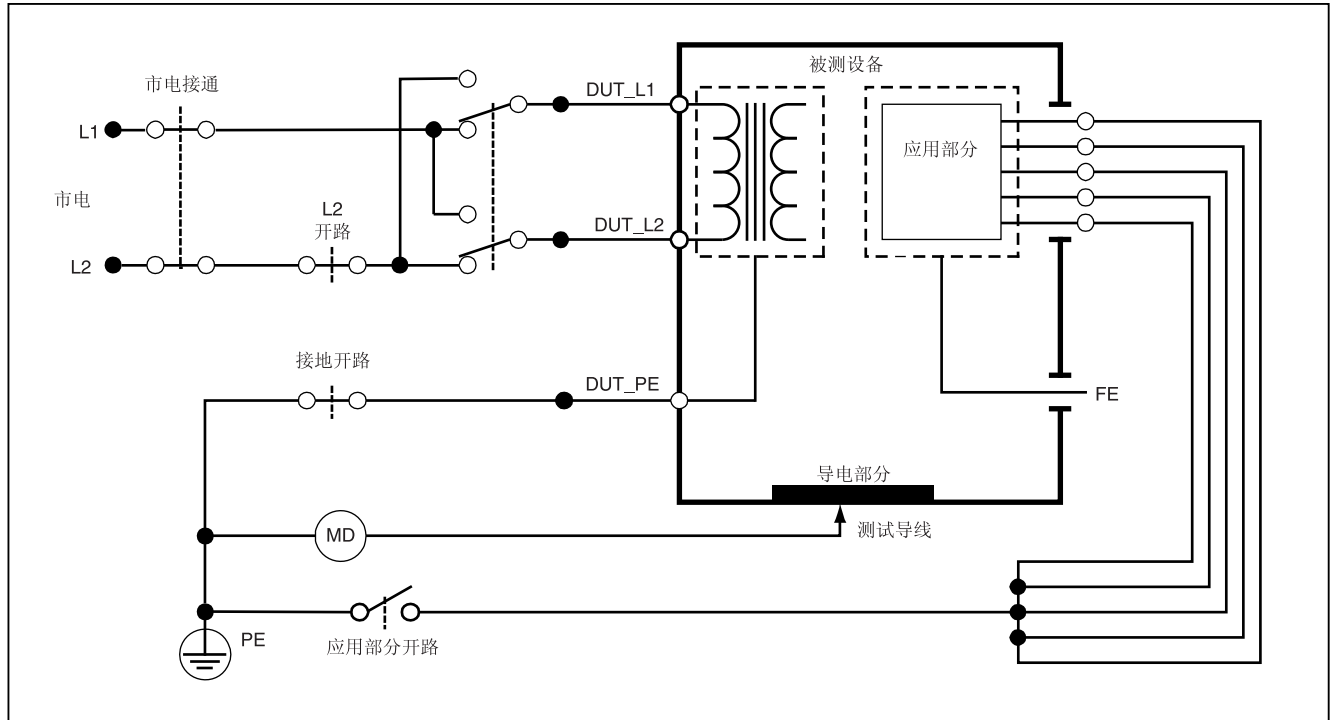 被测设备
市电接通
DUT_L1
L1
应用部分
市电
L2
开路
DUT_L2
L2
接地开路
DUT_PE
FE
导电部分
MD
测试导线
PE
应用部分开路